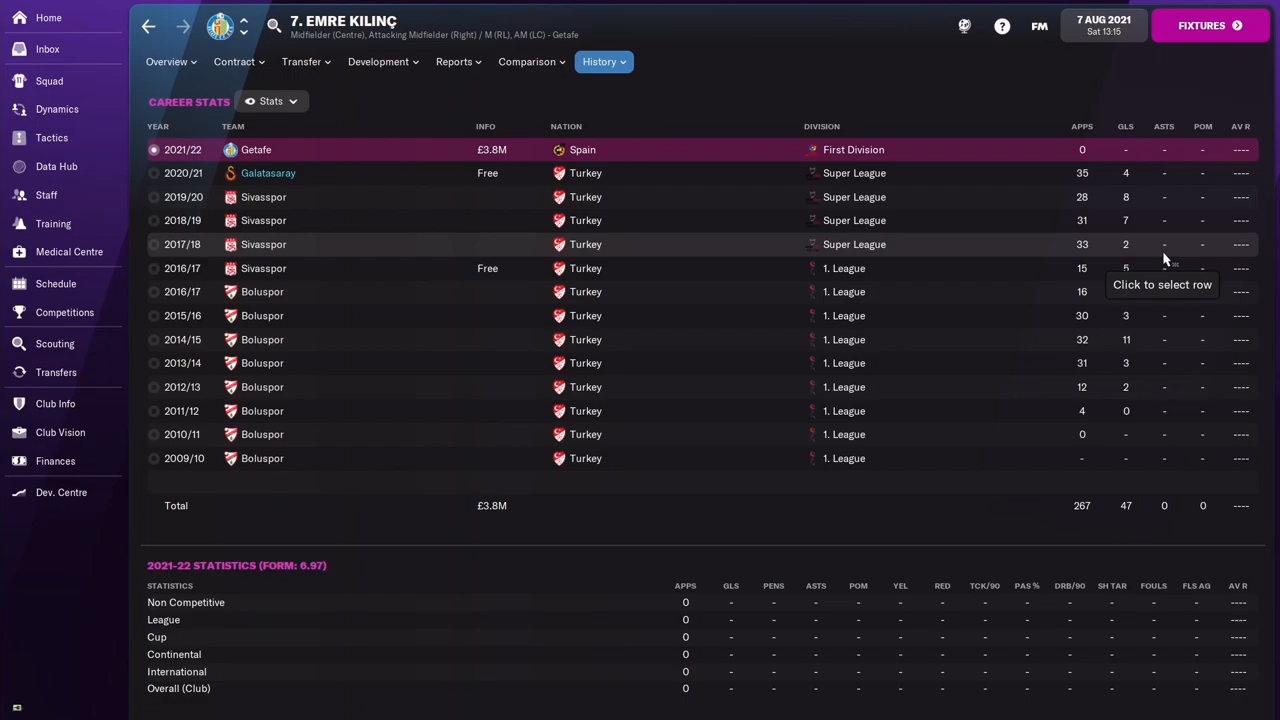 Home
Inbox
Squad
Dynamics
Tactics
Data Hub
Staff
Training
Medical Centre
Schedule
Competitions
Scouting
Transfers
Club Info
Club Vision
Finances
Dev. Centre
7. EMRE KILINÇ
Midfielder (Centre), Attacking Midfielder (Right) / M (RL), AM (LC) - Getafe
? FM 7 AUG 2021 FIXTURES
Sat 13:15
Overview Contract Transfer Development Reports Comparison History
CAREER STATS Stats
YEAR TEAM INFO NATION DIVISION APPS GLS ASTS POM AV R
2021/22 Getafe £3.8M Spain First Division 0 - - - ----
2020/21 Galatasaray Free Turkey Super League 35 4 - - ----
2019/20 Sivasspor Turkey Super League 28 8 - - ----
2018/19 Sivasspor Turkey Super League 31 7 - - ----
2017/18 Sivasspor Turkey Super League 33 2 - - ----
2016/17 Sivasspor Free Turkey 1. League 15 5 - - ----
2016/17 Boluspor Turkey 1. League 16
Click to select row
2015/16 Boluspor Turkey 1. League 30 3 - - ----
2014/15 Boluspor Turkey 1. League 32 11 - - ----
2013/14 Boluspor Turkey 1. League 31 3 - - ----
2012/13 Boluspor Turkey 1. League 12 2 - - ----
2011/12 Boluspor Turkey 1. League 4 0 - - ----
2010/11 Boluspor Turkey 1. League 0 - - - ----
2009/10 Boluspor Turkey 1. League - - - - ----
Total £3.8M 267 47 0 0 ----
2021-22 STATISTICS (FORM: 6.97)
STATISTICS APPS GLS PENS ASTS POM YEL RED TCK/90 PAS % DRB/90 SH TAR FOULS FLS AG AV R
Non Competitive 0 - - - - - - - - - - - - ----
League 0 - - - - - - - - - - - - ----
Cup 0 - - - - - - - - - - - - ----
Continental 0 - - - - - - - - - - - - ----
International 0 - - - - - - - - - - - - ----
Overall (Club) 0 - - - - - - - - - - - - ----